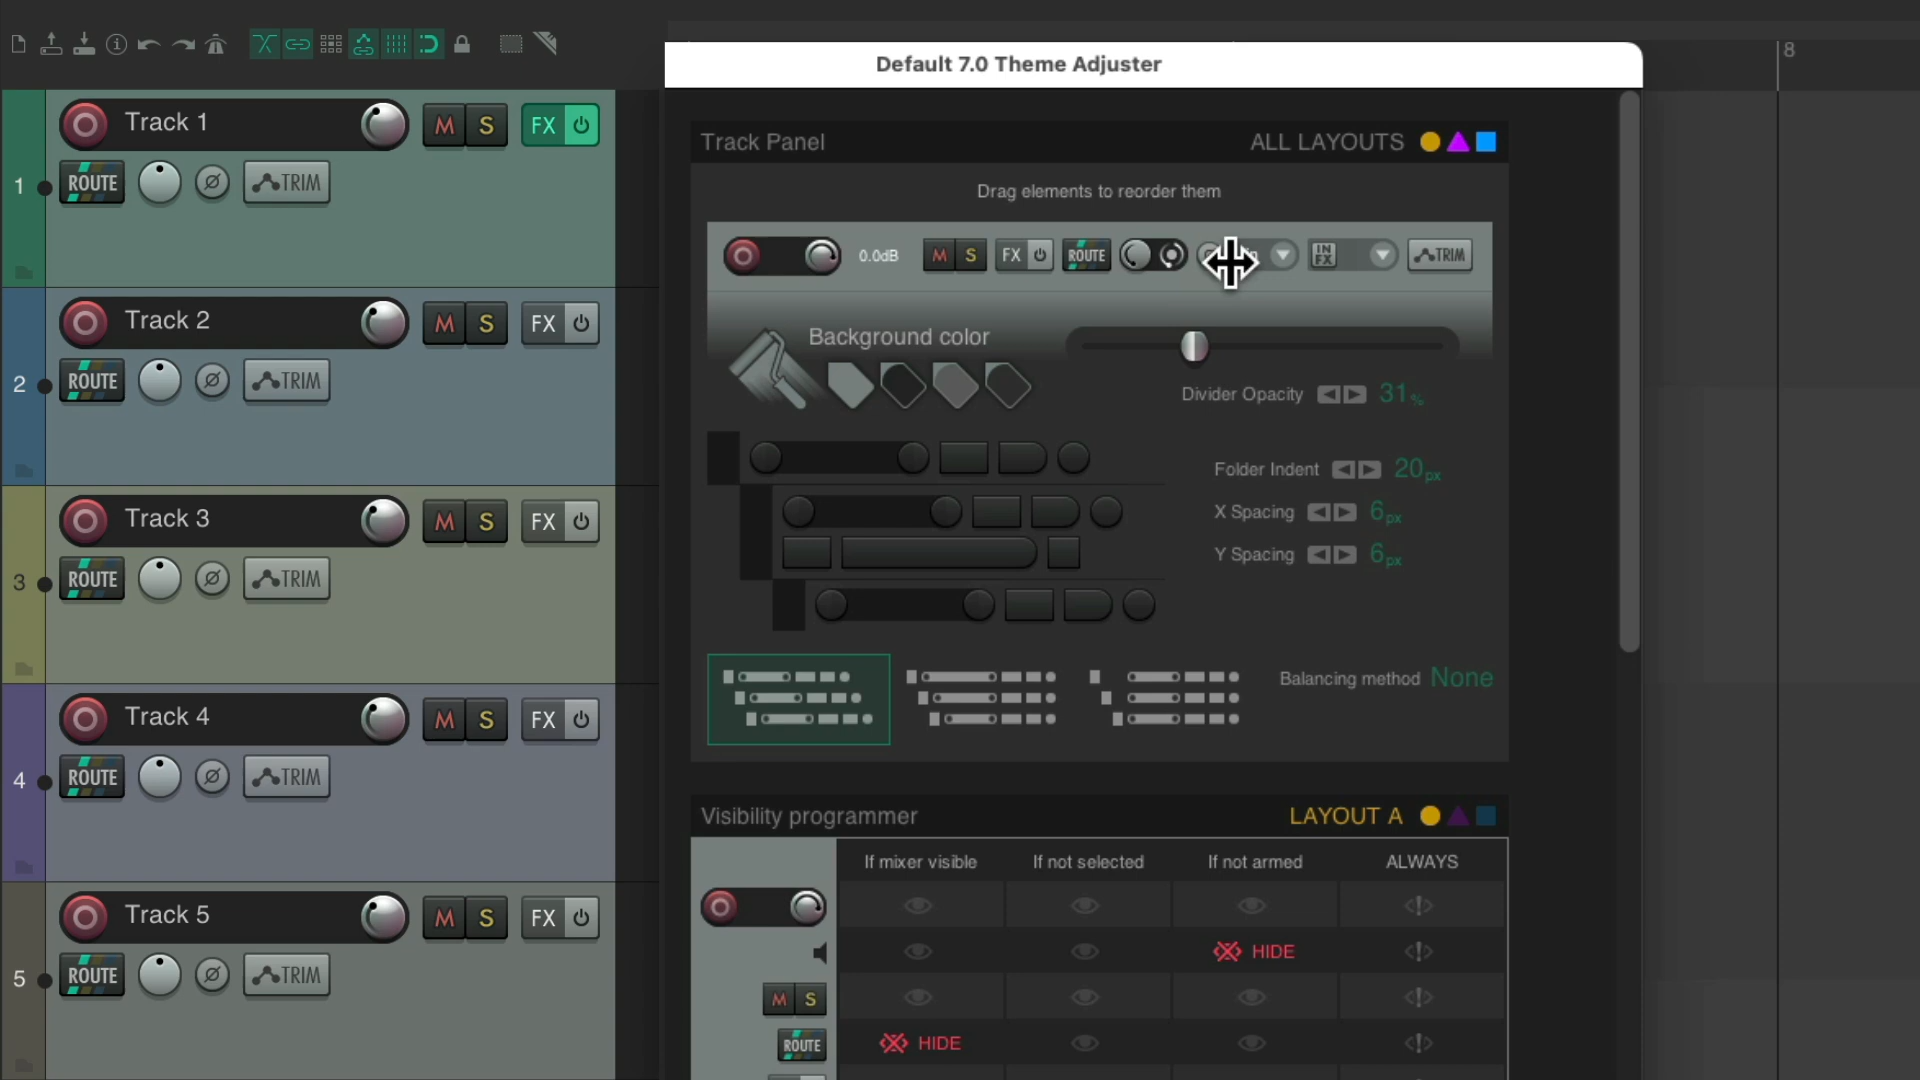 8
Default 7.0 Theme Adjuster
Track 1 M S FX
1 ROUTE TRIM
Track 2 M S FX
2 ROUTE TRIM
Track 3 M S FX
3 ROUTE TRIM
Track 4 M S FX
4 ROUTE TRIM
Track 5 M S FX
5 ROUTE TRIM
Track Panel ALL LAYOUTS
Drag elements to reorder them
0.0dB M S FX ROUTE IN FX TRIM
Background color
Divider Opacity 31%
Folder Indent 20px
X Spacing 6px
Y Spacing 6px
Balancing method None
Visibility programmer LAYOUT A
If mixer visible If not selected If not armed ALWAYS
HIDE
M S
ROUTE HIDE